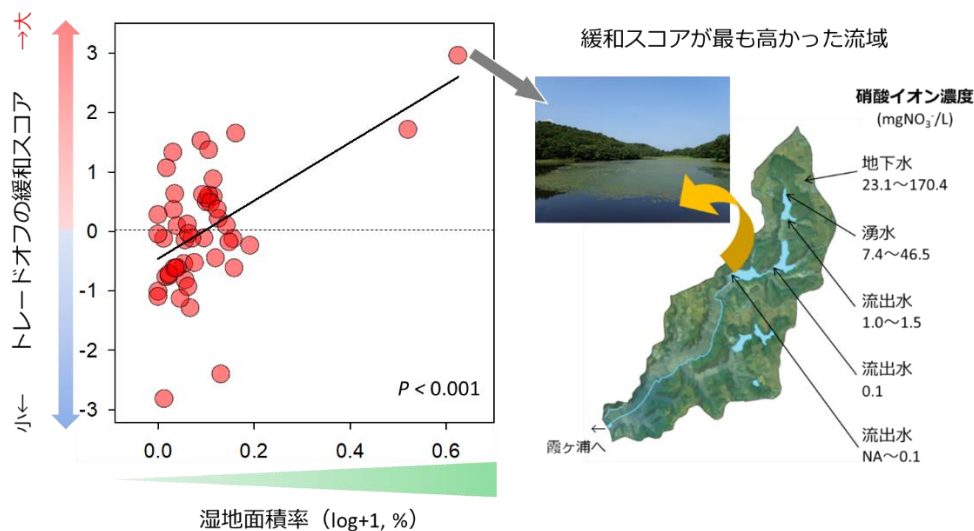 トレードオフの緩和スコア
→大
小←
3
2
1
0
-1
-2
-3
P < 0.001
0.0
0.2
0.4
0.6
湿地面積率（log+1, %）
緩和スコアが最も高かった流域
硝酸イオン濃度
(mgNO₃⁻/L)
地下水
23.1～170.4
湧水
7.4～46.5
流出水
1.0～1.5
流出水
0.1
流出水
NA～0.1
←
霞ヶ浦へ